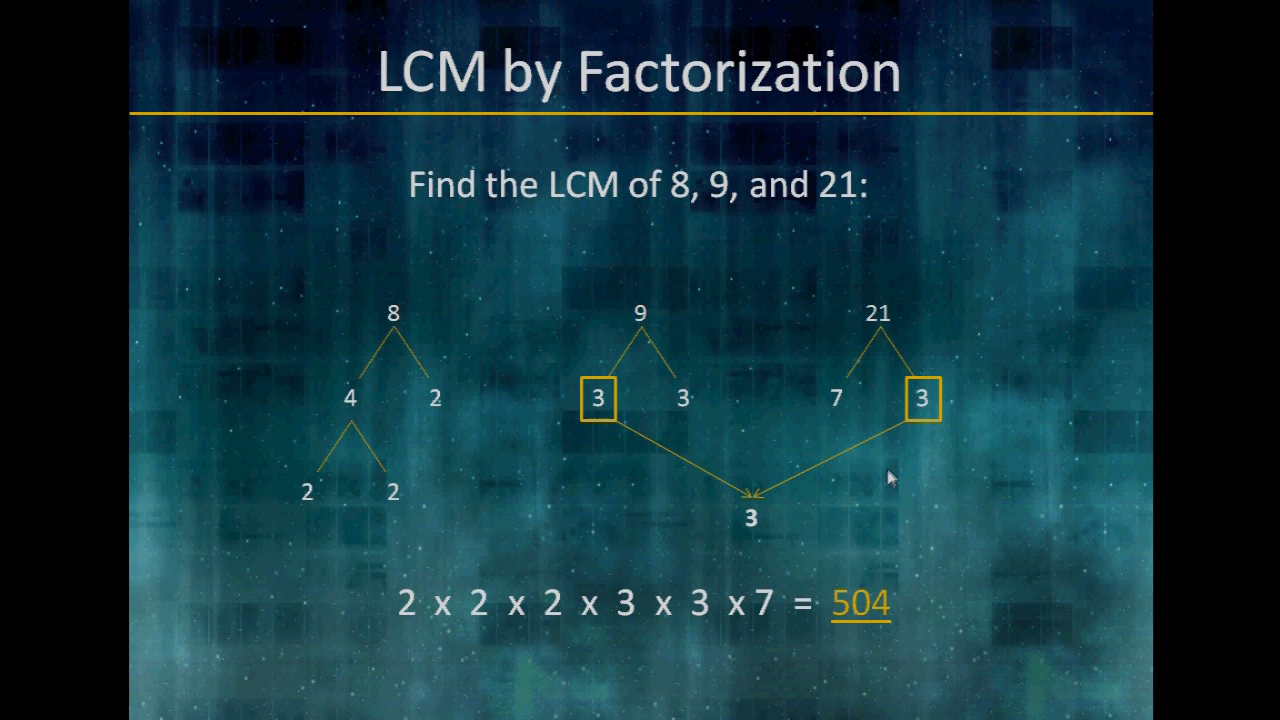 LCM by Factorization
Find the LCM of 8, 9, and 21:
8 9 21
4 2 3 3 7 3
2 2
3
2 x 2 x 2 x 3 x 3 x 7 = 504